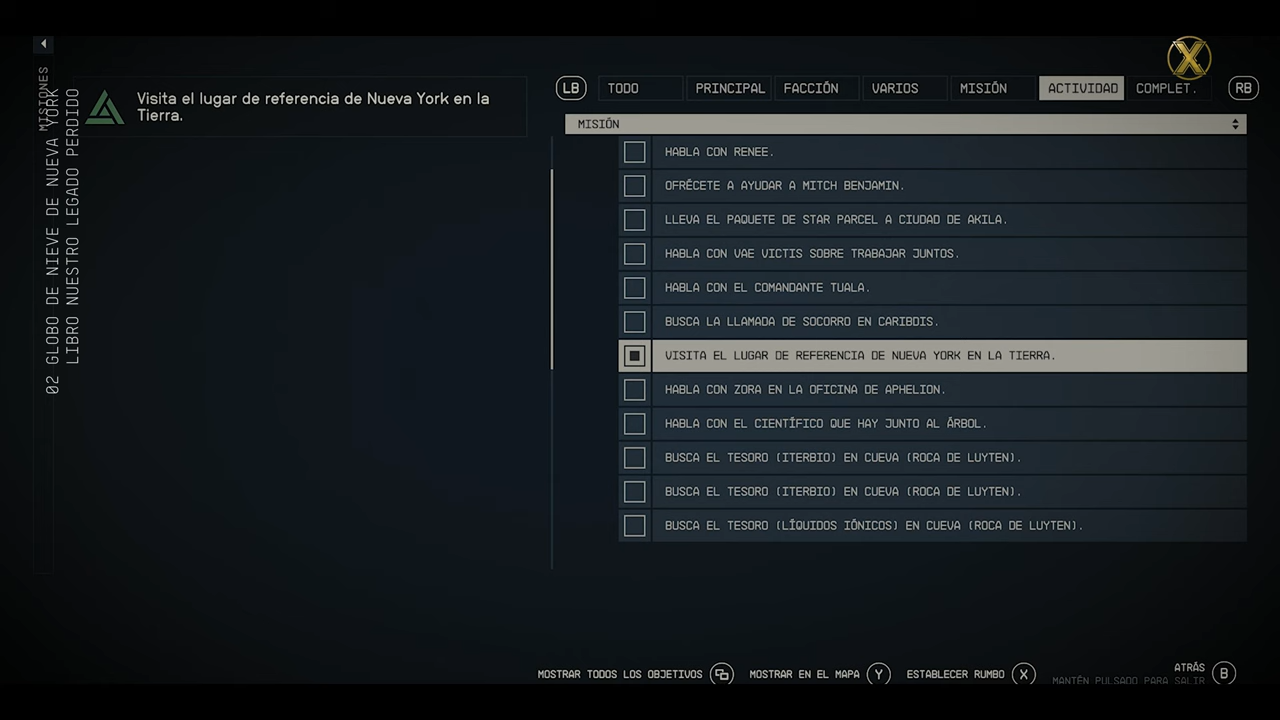 MISIONES
02 GLOBO DE NIEVE DE NUEVA YORK
LIBRO NUESTRO LEGADO PERDIDO
Visita el lugar de referencia de Nueva York en la
Tierra.
X
LB TODO PRINCIPAL FACCIÓN VARIOS MISIÓN ACTIVIDAD COMPLET. RB
MISIÓN
HABLA CON RENEE.
OFRÉCETE A AYUDAR A MITCH BENJAMIN.
LLEVA EL PAQUETE DE STAR PARCEL A CIUDAD DE AKILA.
HABLA CON VAE VICTIS SOBRE TRABAJAR JUNTOS.
HABLA CON EL COMANDANTE TUALA.
BUSCA LA LLAMADA DE SOCORRO EN CARIBDIS.
VISITA EL LUGAR DE REFERENCIA DE NUEVA YORK EN LA TIERRA.
HABLA CON ZORA EN LA OFICINA DE APHELION.
HABLA CON EL CIENTÍFICO QUE HAY JUNTO AL ÁRBOL.
BUSCA EL TESORO (ITERBIO) EN CUEVA (ROCA DE LUYTEN).
BUSCA EL TESORO (ITERBIO) EN CUEVA (ROCA DE LUYTEN).
BUSCA EL TESORO (LÍQUIDOS IÓNICOS) EN CUEVA (ROCA DE LUYTEN).
MOSTRAR TODOS LOS OBJETIVOS MOSTRAR EN EL MAPA Y ESTABLECER RUMBO X ATRÁS B
MANTÉN PULSADO PARA SALIR